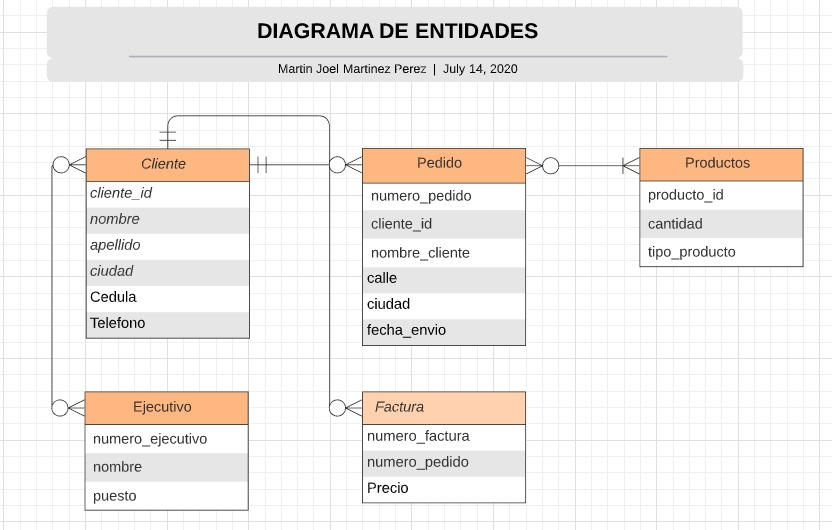 DIAGRAMA DE ENTIDADES
Martin Joel Martinez Perez | July 14, 2020
Cliente
cliente_id
nombre
apellido
ciudad
Cedula
Telefono
Pedido
numero_pedido
cliente_id
nombre_cliente
calle
ciudad
fecha_envio
Productos
producto_id
cantidad
tipo_producto
Ejecutivo
numero_ejecutivo
nombre
puesto
Factura
numero_factura
numero_pedido
Precio